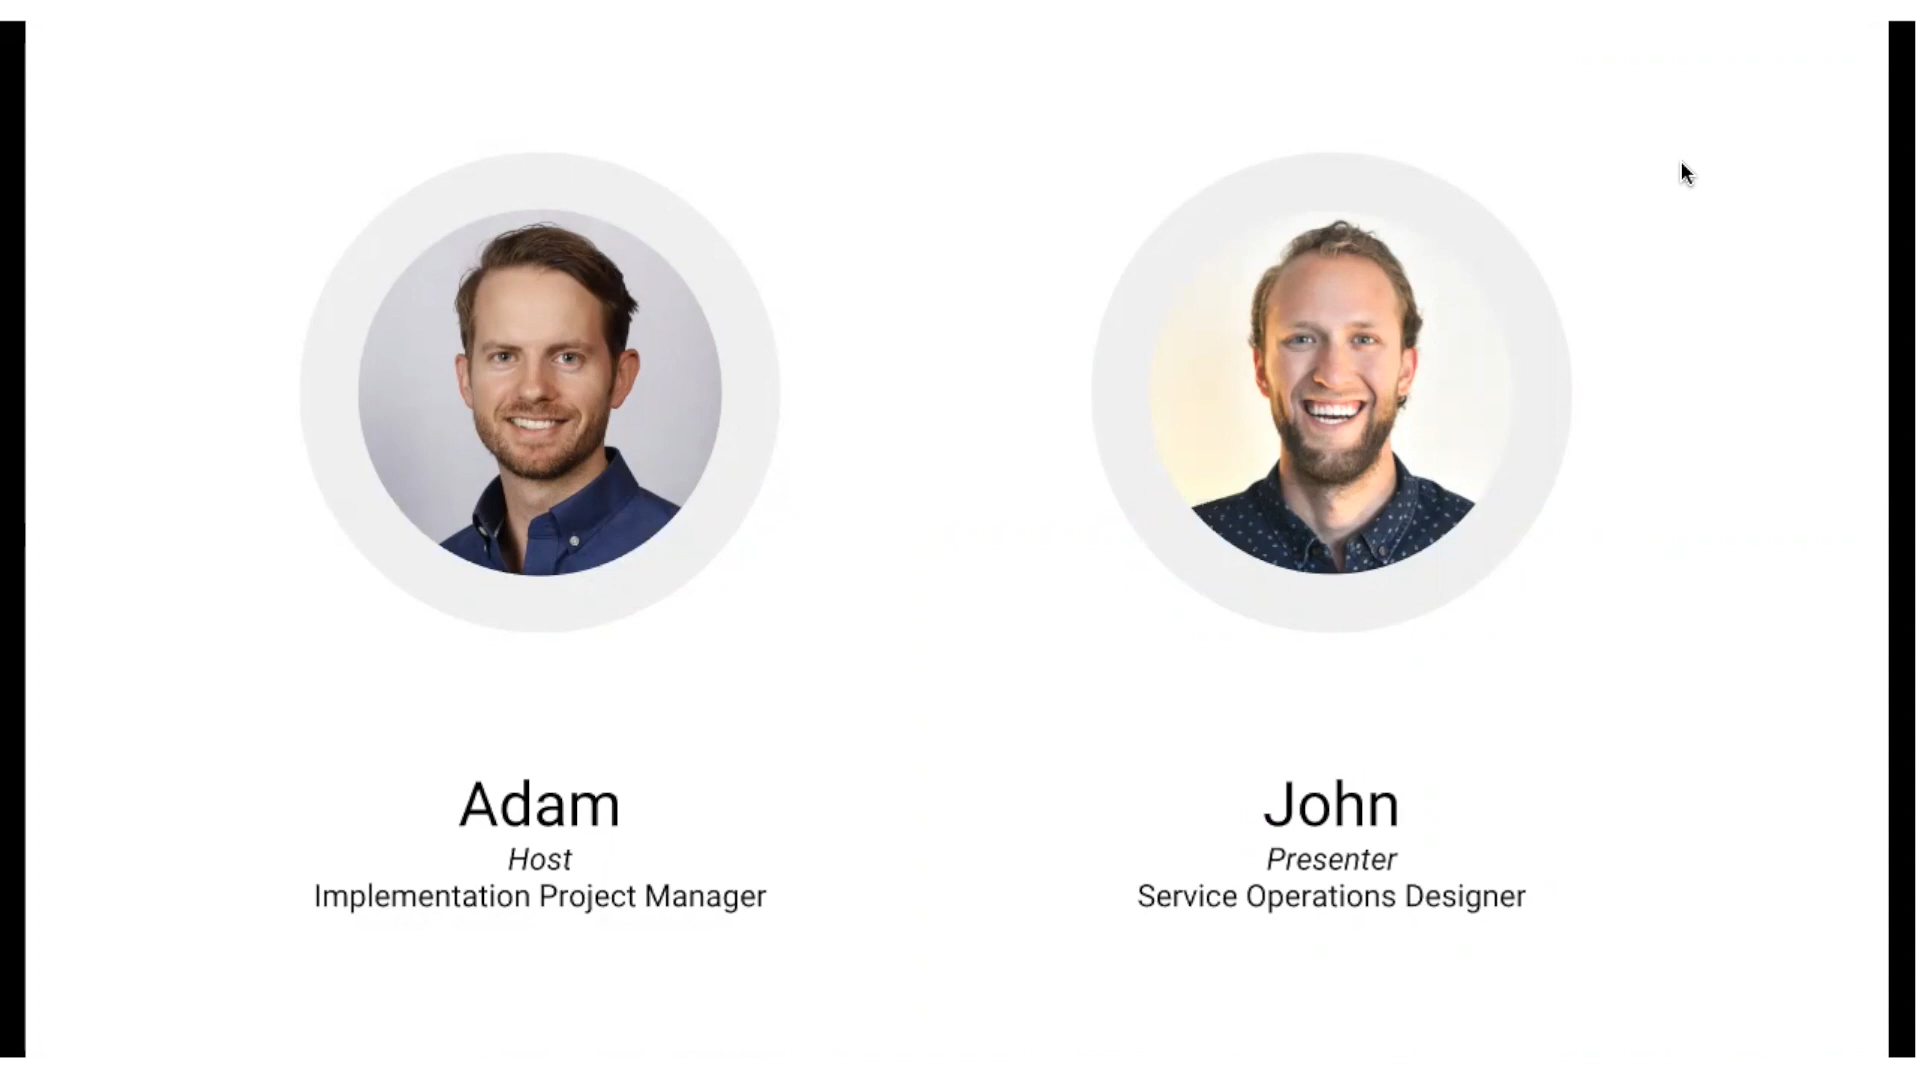 Adam
Host
Implementation Project Manager
John
Presenter
Service Operations Designer